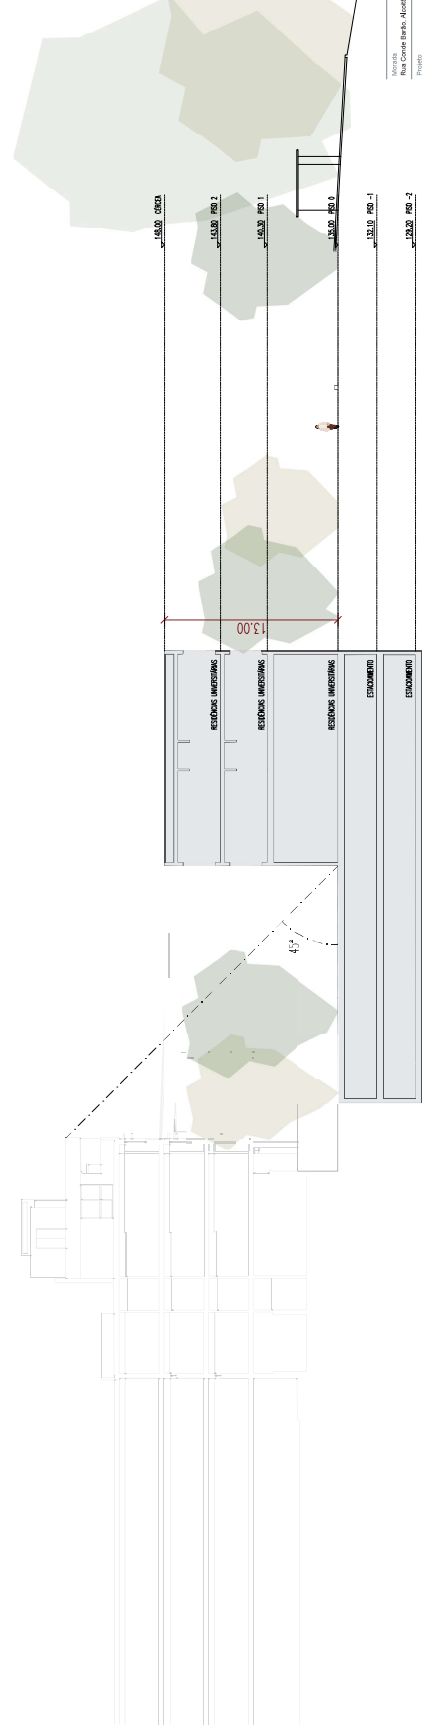 148.00 CÉRCEA
143.80 PISO 2
140.30 PISO 1
135.00 PISO 0
132.10 PISO -1
129.20 PISO -2
13.00
RESIDÊNCIAS UNIVERSITÁRIAS
RESIDÊNCIAS UNIVERSITÁRIAS
RESIDÊNCIAS UNIVERSITÁRIAS
ESTACIONAMENTO
ESTACIONAMENTO
45°
Morada
Rua Conde Barão,
Projeto